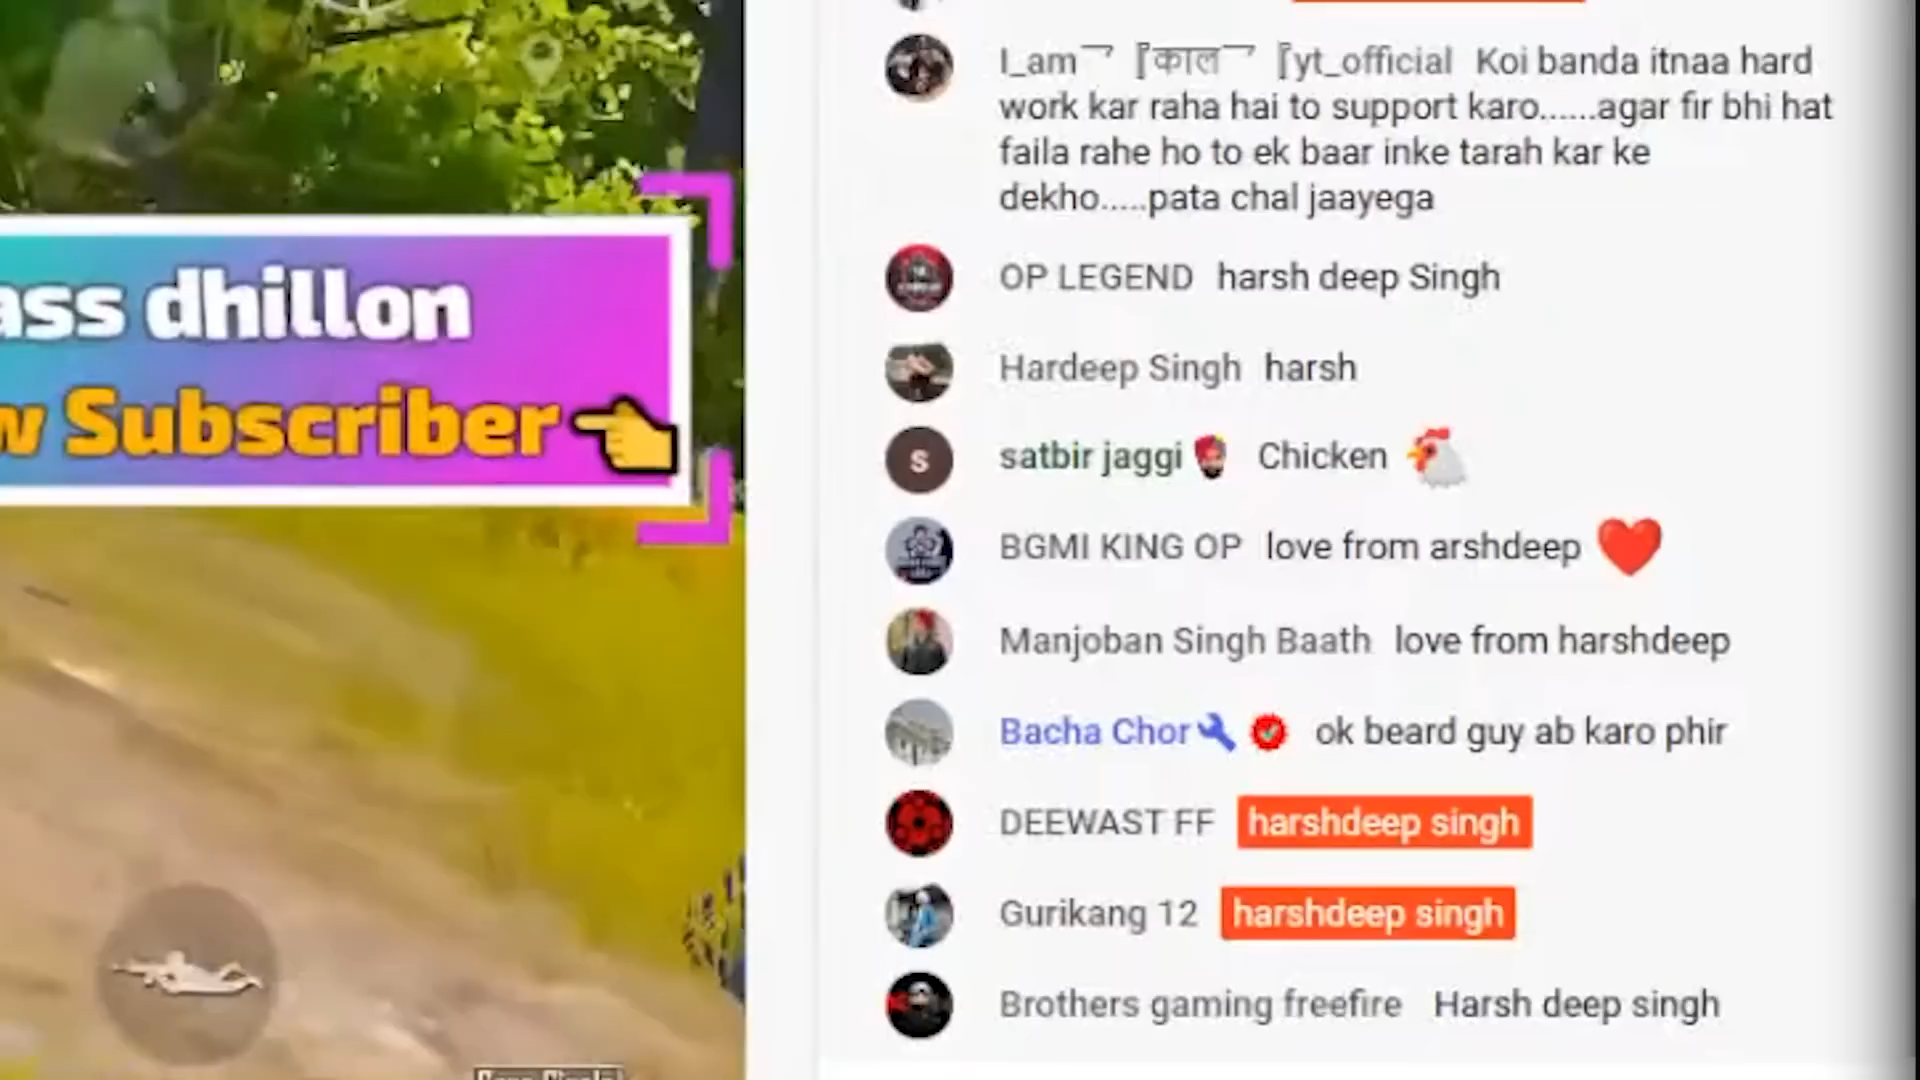 ass dhillon
w Subscriber
I_am 『काल 『yt_official Koi banda itnaa hard
work kar raha hai to support karo......agar fir bhi hat
faila rahe ho to ek baar inke tarah kar ke
dekho.....pata chal jaayega
OP LEGEND harsh deep Singh
Hardeep Singh harsh
S satbir jaggi Chicken
BGMI KING OP love from arshdeep
Manjoban Singh Baath love from harshdeep
Bacha Chor ok beard guy ab karo phir
DEEWAST FF harshdeep singh
Gurikang 12 harshdeep singh
Brothers gaming freefire Harsh deep singh